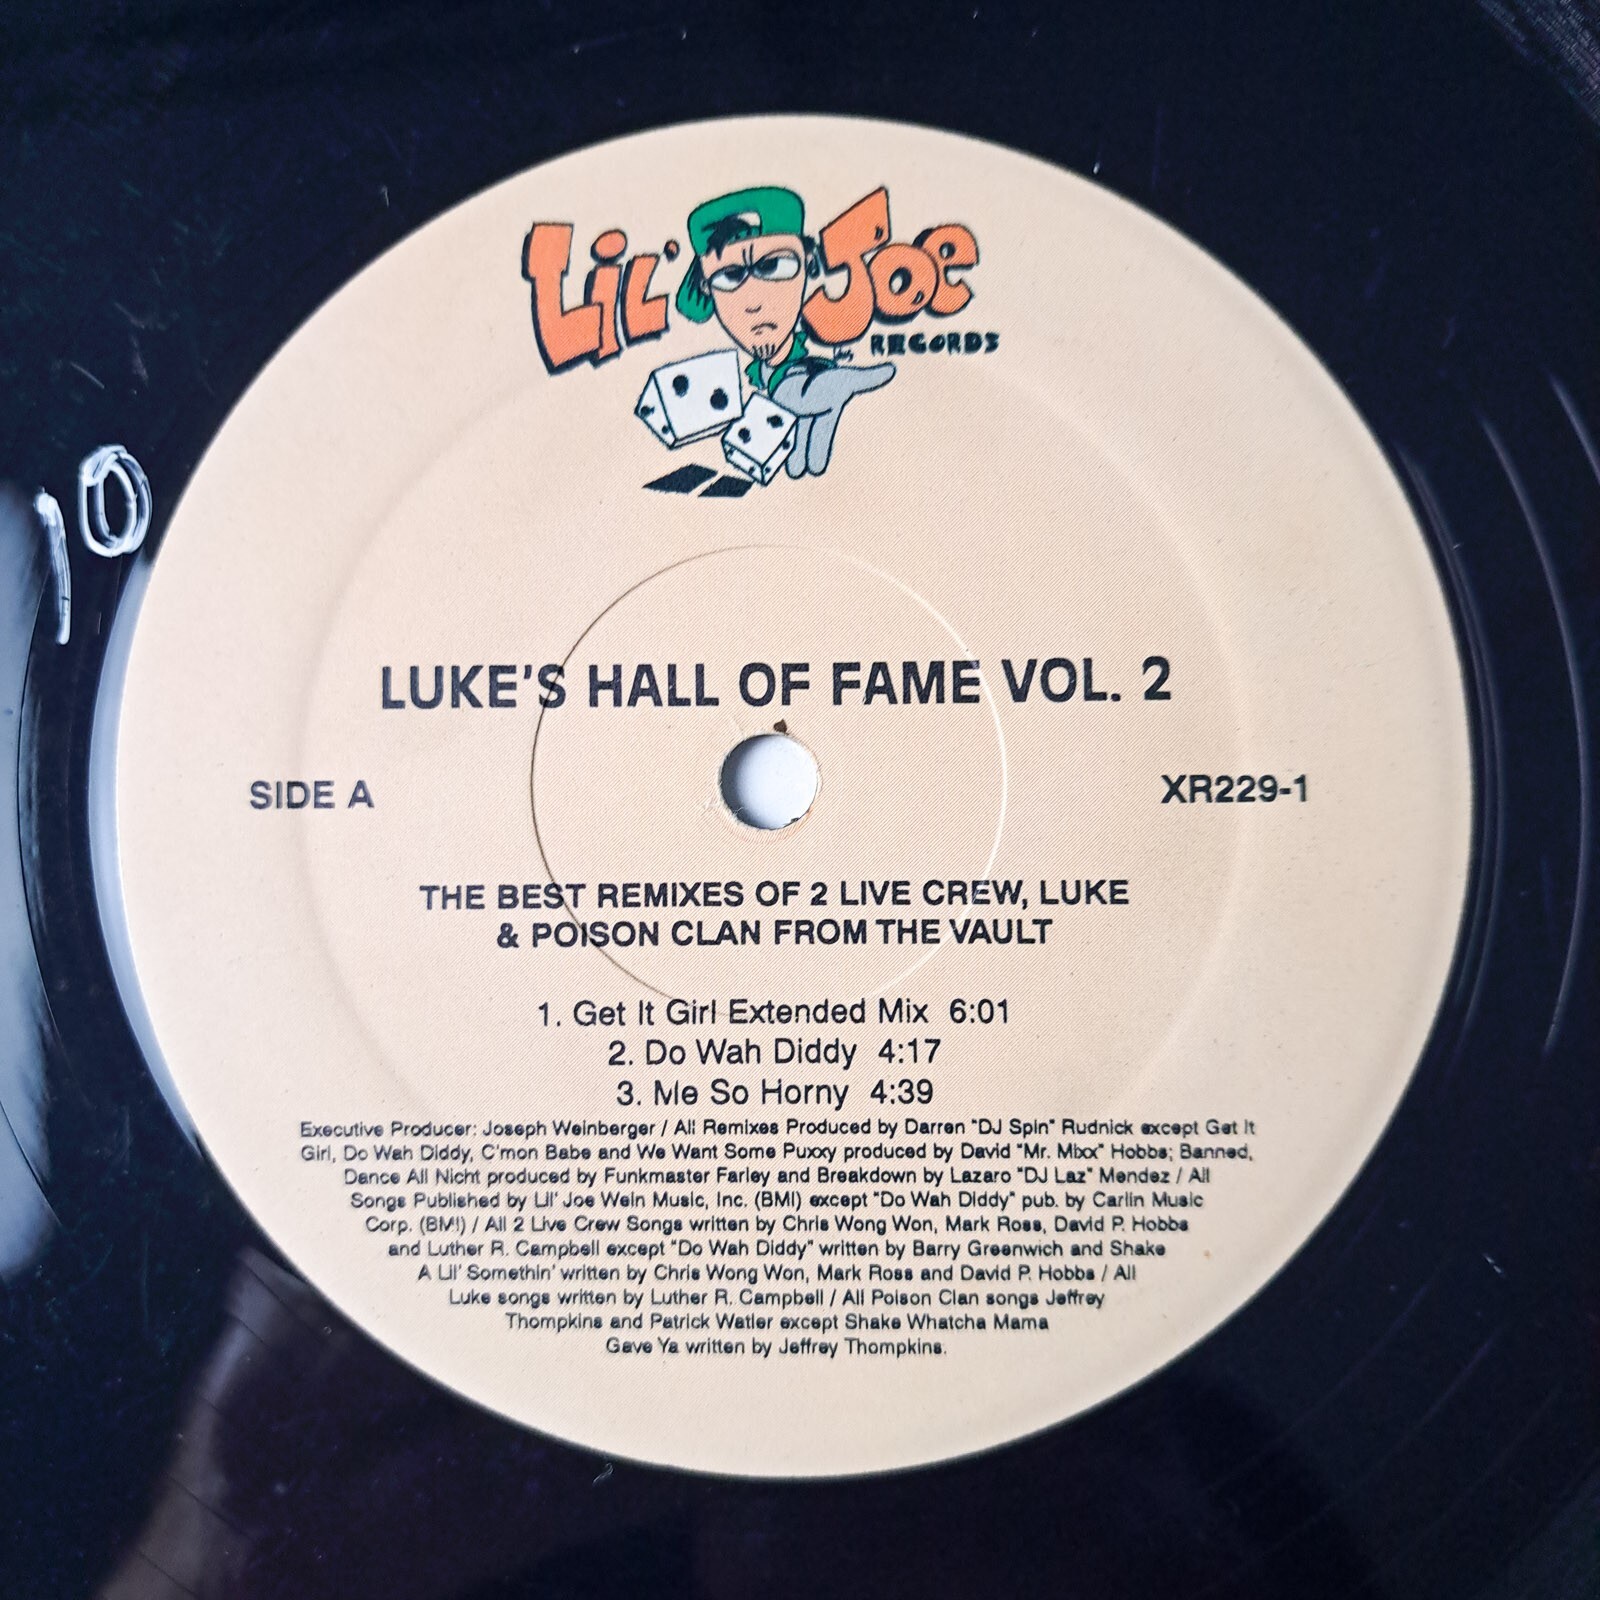 LiL' Joe
RECORDS
10
LUKE'S HALL OF FAME VOL. 2
SIDE A
XR229-1
THE BEST REMIXES OF 2 LIVE CREW, LUKE
& POISON CLAN FROM THE VAULT
1. Get It Girl Extended Mix 6:01
2. Do Wah Diddy 4:17
3. Me So Horny 4:39
Executive Producer: Joseph Weinberger / All Remixes Produced by Darren "DJ Spin" Rudnick except Get It
Girl, Do Wah Diddy, C'mon Babe and We Want Some Puxxy produced by David "Mr. Mixx" Hobbs; Banned,
Dance All Nicht produced by Funkmaster Farley and Breakdown by Lazaro "DJ Laz" Mendez / All
Songs Published by Lil' Joe Wein Music, Inc. (BMI) except "Do Wah Diddy" pub. by Carlin Music
Corp. (BMI) / All 2 Live Crew Songs written by Chris Wong Won, Mark Ross, David P. Hobbs
and Luther R. Campbell except "Do Wah Diddy" written by Barry Greenwich and Shake
A Lil' Somethin' written by Chris Wong Won, Mark Ross and David P. Hobbs / All
Luke songs written by Luther R. Campbell / All Poison Clan songs Jeffrey
Thompkins and Patrick Watler except Shake Whatcha Mama
Gave Ya written by Jeffrey Thompkins.